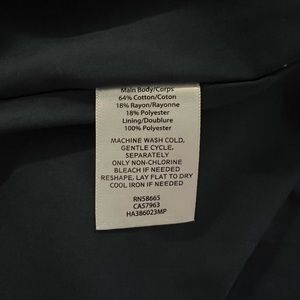 Main Body/Corps
64% Cotton/Coton
18% Rayon/Rayonne
18% Polyester
Lining/Doublure
100% Polyester
MACHINE WASH COLD,
GENTLE CYCLE,
SEPARATELY
ONLY NON-CHLORINE
BLEACH IF NEEDED
RESHAPE, LAY FLAT TO DRY
COOL IRON IF NEEDED
RN58665
CA57963
HA386023MP